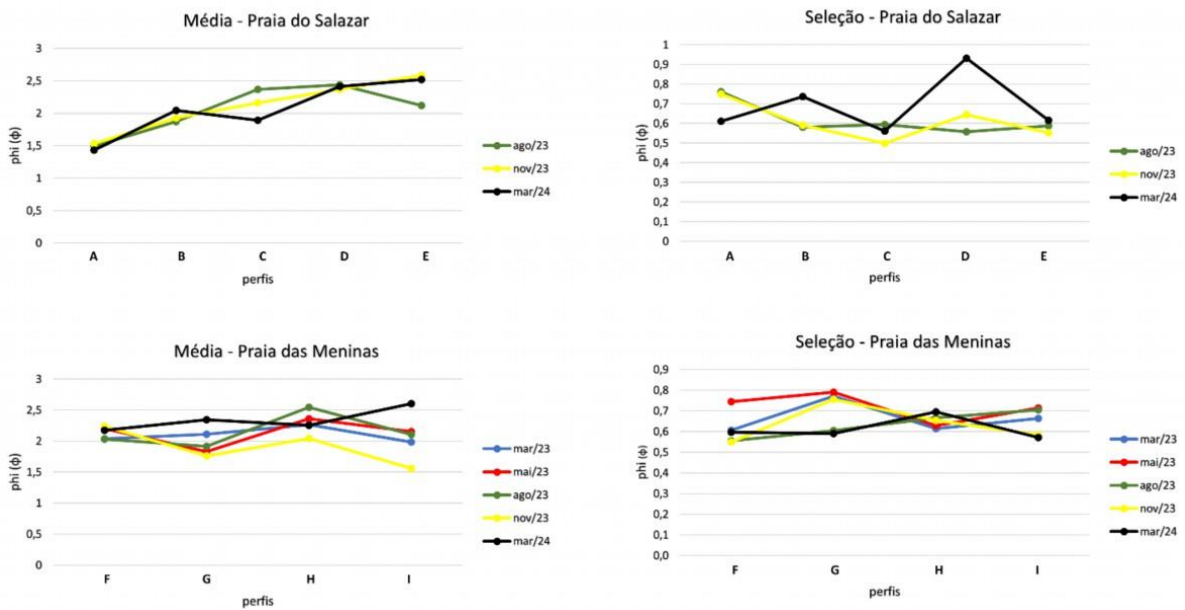 Média - Praia do Salazar
3
2,5
2
1,5
1
0,5
0
phi (ϕ)
A B C D E
perfis
ago/23
nov/23
mar/24
Seleção - Praia do Salazar
1
0,9
0,8
0,7
0,6
0,5
0,4
0,3
0,2
0,1
0
phi (ϕ)
A B C D E
perfis
ago/23
nov/23
mar/24
Média - Praia das Meninas
3
2,5
2
1,5
1
0,5
0
phi (ϕ)
F G H I
perfis
mar/23
mai/23
ago/23
nov/23
mar/24
Seleção - Praia das Meninas
0,9
0,8
0,7
0,6
0,5
0,4
0,3
0,2
0,1
0,0
phi (ϕ)
F G H I
perfis
mar/23
mai/23
ago/23
nov/23
mar/24